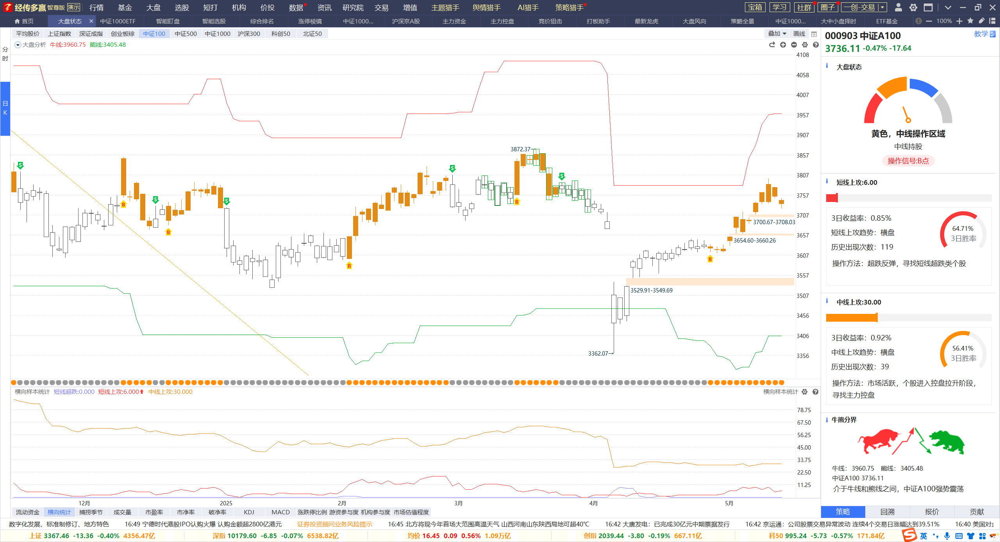 经传多赢 智尊版 演示 行情 基金 大盘 选股 短打 机构 价投 数据 资讯 研究院 交易 增值 主题猎手 舆情猎手 AI猎手 策略猎手 宝箱 学习 社群 圈子 一创-交易
首页 大盘状态 中证1000ETF 智能盯盘 智能选股 综合排名 涨停棱镜 中证1000... 沪深京A股 主力资金 主力控盘 竞价狙击 打板助手 最新龙虎 大盘风向 策略全景 中证1000... 大中小盘择时 ETF基金 100%
平均股价 上证指数 深证成指 创业板综 中证100 中证500 中证1000 沪深300 科创50 北证50 叠加 画线
大盘分析 牛线:3960.75 熊线:3405.48
分时
日K
4108
4058
4007
3957
3907
3857
3807
3757
3707
3657
3607
3557
3507
3456
3406
3356
3872.37
S
S
S
S
S
B
B
B
B
B
3700.67-3708.03
3654.60-3660.26
3529.91-3549.69
3362.07
横向样本统计 短线超跌:0.000 短线上攻:6.000 中线上攻:30.000 横向样本统计
78.75
67.50
56.25
45.00
33.75
22.50
11.25
12月 2025 2月 3月 4月 5月
流动资金 横向统计 捕捞季节 成交量 市盈率 市净率 破净率 KDJ MACD 涨跌停比例 游资参与度 机构参与度 市场估值程度
000903 中证A100 教学
3736.11 -0.47% -17.64
大盘状态
黄色，中线操作区域
中线持股
操作信号:B点
短线上攻:6.00
3日收益率：0.85%
短线上攻趋势：横盘
历史出现次数：119
64.71%
3日胜率
操作方法：超跌反弹，寻找短线超跌类个股
中线上攻:30.00
3日收益率：0.92%
中线上攻趋势：横盘
历史出现次数：39
56.41%
3日胜率
操作方法：市场活跃，个股进入控盘拉升阶段，
寻找主力控盘
牛熊分界
牛线：3960.75 熊线：3405.48
中证A100 3736.11
介于牛线和熊线之间，中证A100强势震荡
策略 回溯 报价 贡献
数字化发展、标准制修订、地方特色 16:49 宁德时代港股IPO认购火爆 认购金额超2800亿港元 证券投资顾问业务风险提示 16:45 北方将现今年首场大范围高温天气 山西河南山东陕西局地可超40℃ 16:42 大唐发电：已完成30亿元中期票据发行 16:42 京运通：公司股票交易异常波动 连续4个交易日涨幅达到39.51% 16:40 美国对
上证 3367.46 -13.36 -0.40% 4356.47亿 深指 10179.60 -6.85 -0.07% 6538.82亿 均价 16.45 0.09 0.56% 1.09万亿 创指 2039.44 -3.80 -0.19% 667.11亿 科50 995.24 -5.73 -0.57% 171.84亿 英